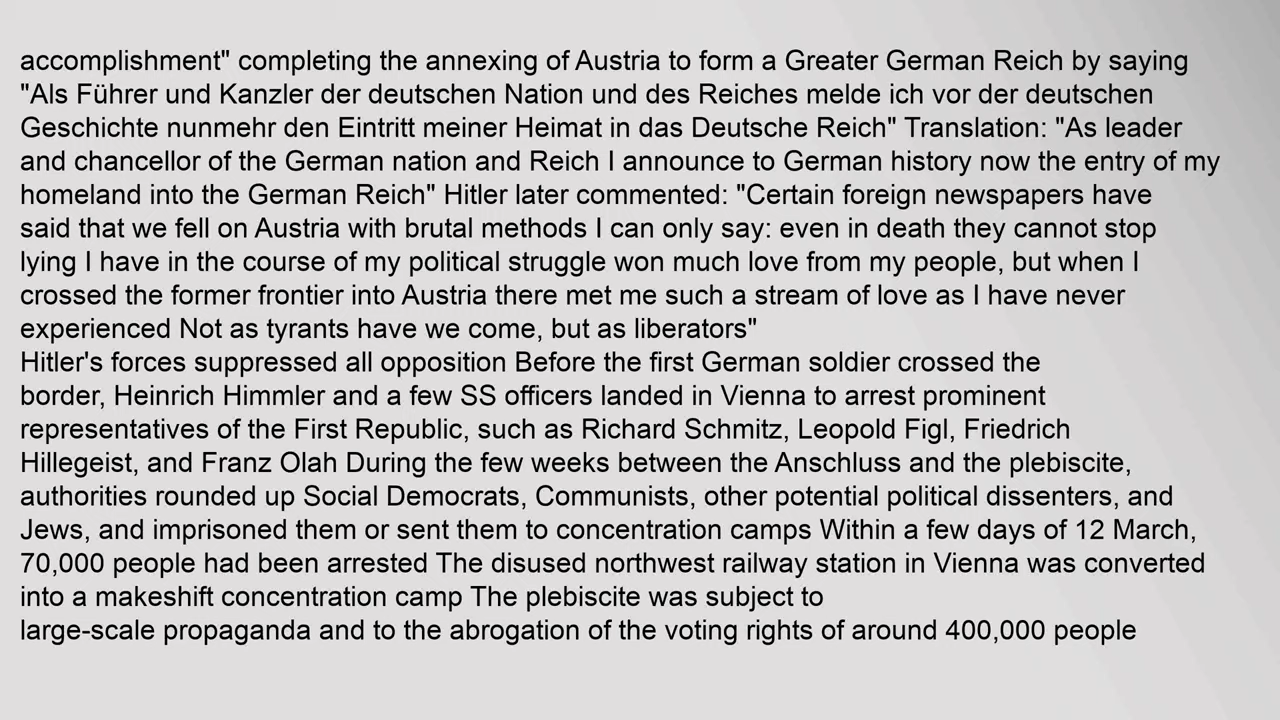 accomplishment" completing the annexing of Austria to form a Greater German Reich by saying
"Als Führer und Kanzler der deutschen Nation und des Reiches melde ich vor der deutschen
Geschichte nunmehr den Eintritt meiner Heimat in das Deutsche Reich" Translation: "As leader
and chancellor of the German nation and Reich I announce to German history now the entry of my
homeland into the German Reich" Hitler later commented: "Certain foreign newspapers have
said that we fell on Austria with brutal methods I can only say: even in death they cannot stop
lying I have in the course of my political struggle won much love from my people, but when I
crossed the former frontier into Austria there met me such a stream of love as I have never
experienced Not as tyrants have we come, but as liberators"
Hitler's forces suppressed all opposition Before the first German soldier crossed the
border, Heinrich Himmler and a few SS officers landed in Vienna to arrest prominent
representatives of the First Republic, such as Richard Schmitz, Leopold Figl, Friedrich
Hillegeist, and Franz Olah During the few weeks between the Anschluss and the plebiscite,
authorities rounded up Social Democrats, Communists, other potential political dissenters, and
Jews, and imprisoned them or sent them to concentration camps Within a few days of 12 March,
70,000 people had been arrested The disused northwest railway station in Vienna was converted
into a makeshift concentration camp The plebiscite was subject to
large-scale propaganda and to the abrogation of the voting rights of around 400,000 people